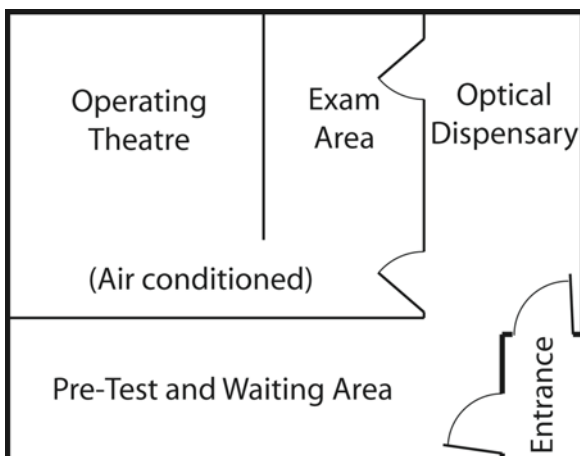 Operating
Theatre
Exam
Area
Optical
Dispensary
(Air conditioned)
Pre-Test and Waiting Area
Entrance